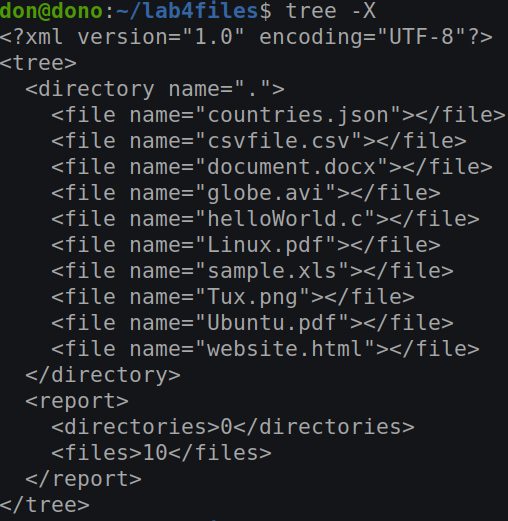 don@dono:~/lab4files$ tree -X
<?xml version="1.0" encoding="UTF-8"?>
<tree>
  <directory name=".">
    <file name="countries.json"></file>
    <file name="csvfile.csv"></file>
    <file name="document.docx"></file>
    <file name="globe.avi"></file>
    <file name="helloWorld.c"></file>
    <file name="Linux.pdf"></file>
    <file name="sample.xls"></file>
    <file name="Tux.png"></file>
    <file name="Ubuntu.pdf"></file>
    <file name="website.html"></file>
  </directory>
  <report>
    <directories>0</directories>
    <files>10</files>
  </report>
</tree>